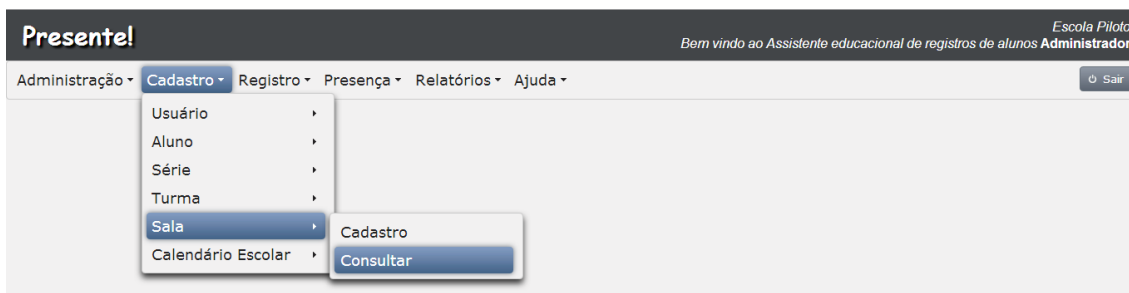 Presente!
Escola Piloto
Bem vindo ao Assistente educacional de registros de alunos Administrador
Administração Cadastro Registro Presença Relatórios Ajuda Sair
Usuário
Aluno
Série
Turma
Sala
Calendário Escolar
Cadastro
Consultar